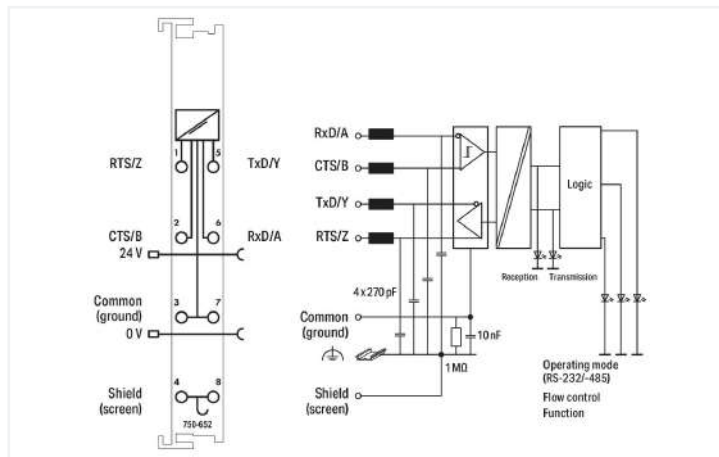 1
5
RTS/Z
TxD/Y
2
6
CTS/B
RxD/A
24 V
Common
(ground)
3
7
0 V
Shield
(screen)
4
8
750-652
RxD/A
CTS/B
TxD/Y
RTS/Z
Logic
Reception
Transmission
4 x 270 pF
Common
(ground)
10 nF
1 MΩ
Shield
(screen)
Operating mode
(RS-232/-485)
Flow control
Function